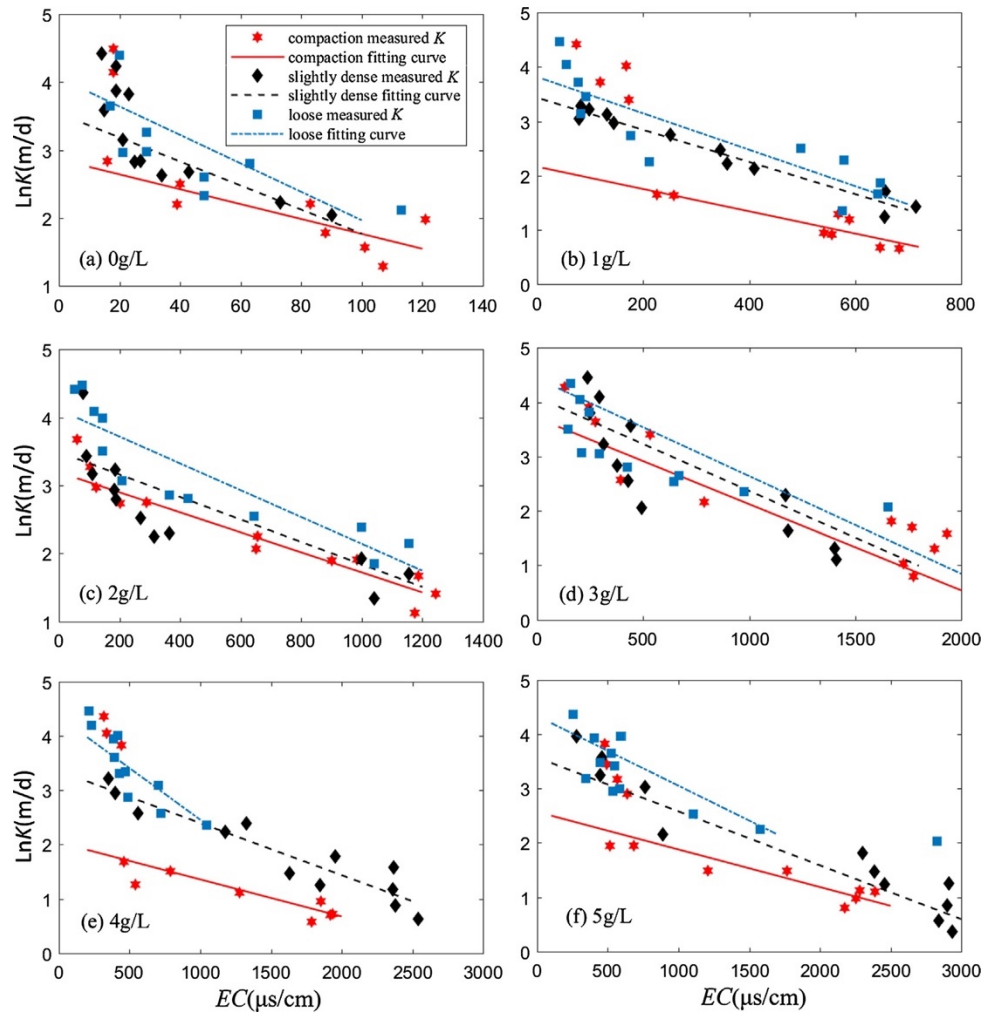 5
4
3
2
1
LnK(m/d)
compaction measured K
compaction fitting curve
slightly dense measured K
slightly dense fitting curve
loose measured K
loose fitting curve
(a) 0g/L
0 20 40 60 80 100 120 140
5
4
3
2
1
0
(b) 1g/L
0 200 400 600 800
5
4
3
2
1
LnK(m/d)
(c) 2g/L
0 200 400 600 800 1000 1200 1400
5
4
3
2
1
0
(d) 3g/L
0 500 1000 1500 2000
5
4
3
2
1
0
LnK(m/d)
(e) 4g/L
0 500 1000 1500 2000 2500 3000
EC(μs/cm)
5
4
3
2
1
0
(f) 5g/L
0 500 1000 1500 2000 2500 3000
EC(μs/cm)